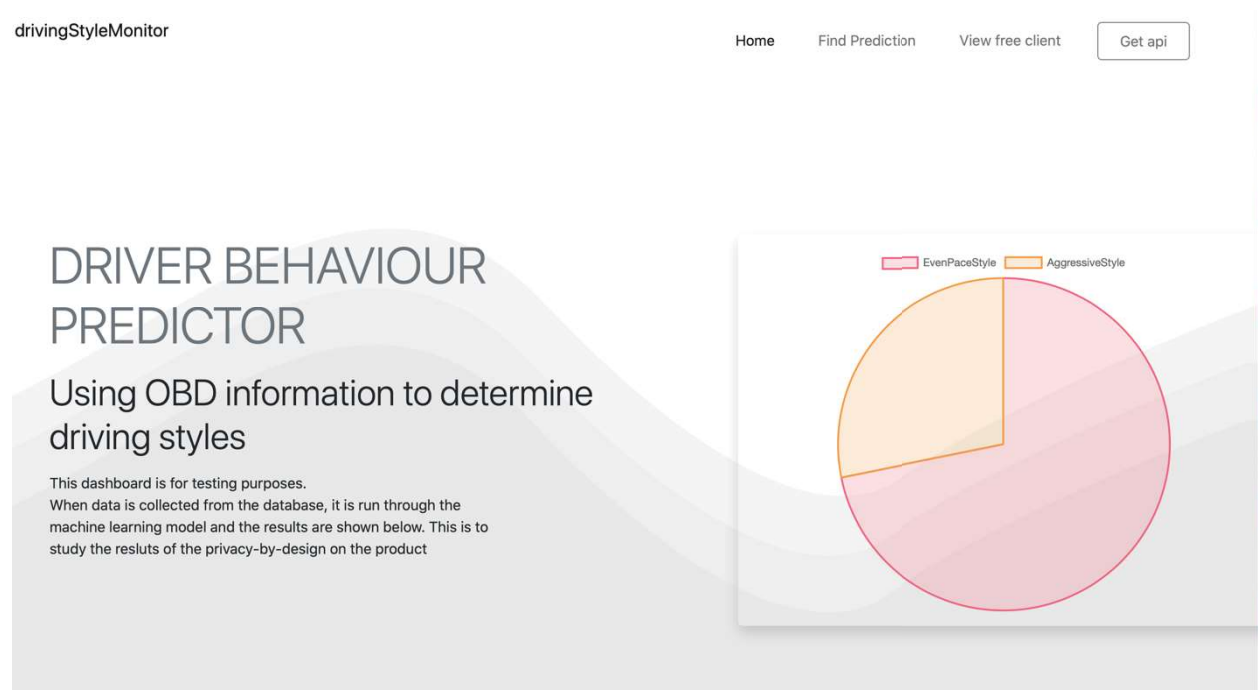 drivingStyleMonitor
Home Find Prediction View free client Get api
DRIVER BEHAVIOUR
PREDICTOR
Using OBD information to determine
driving styles
This dashboard is for testing purposes.
When data is collected from the database, it is run through the
machine learning model and the results are shown below. This is to
study the resluts of the privacy-by-design on the product
EvenPaceStyle AggressiveStyle